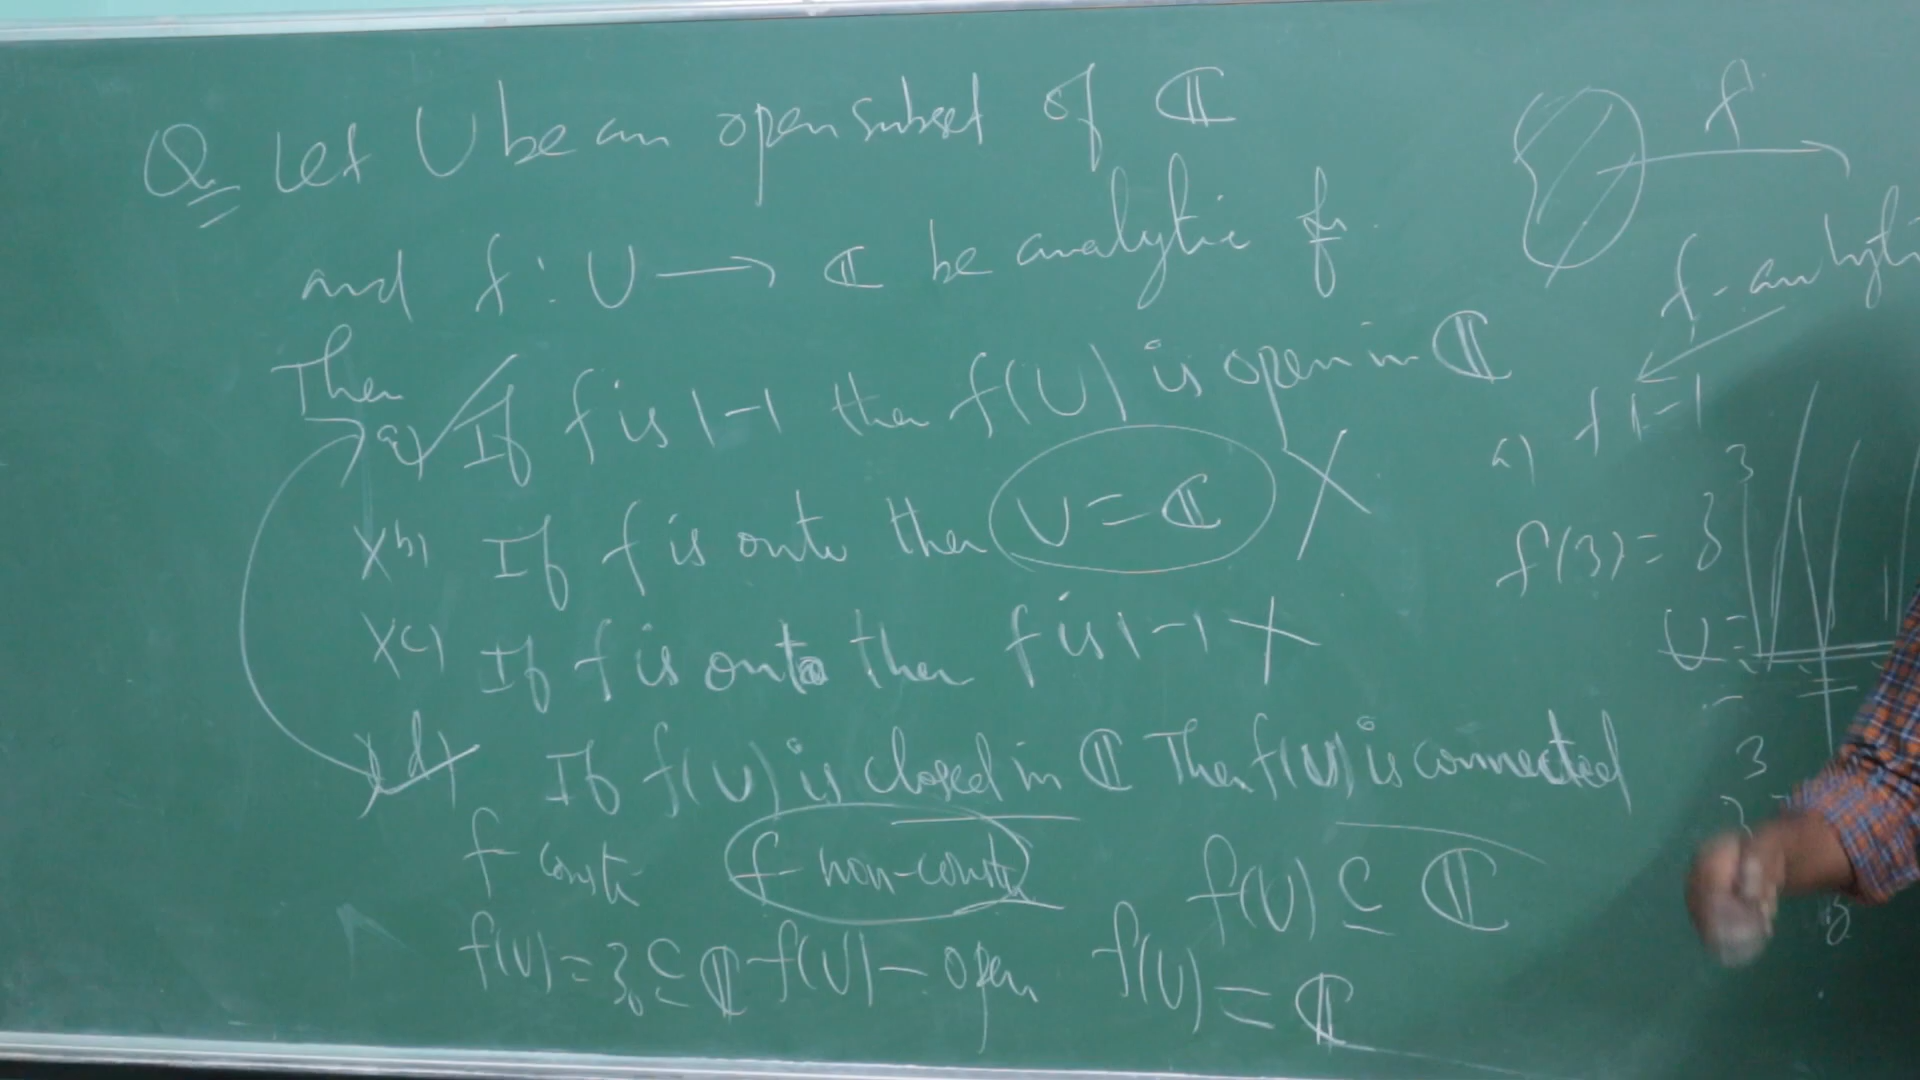 Q Let U be an open subset of ℂ
and f : U → ℂ be analytic fn.
Then
a) If f is 1-1 then f(U) is open in ℂ
b) If f is onto then U = ℂ X
c) If f is onto then f is 1-1 X
d) If f(U) is closed in ℂ Then f(U) is connected
f const f non-const f(U) ⊆ ℂ
f(U) = z₀ ⊆ ℂ f(U) - open f(U) = ℂ
f
f - analyti
a) f 1-1
f(z) = z
U =